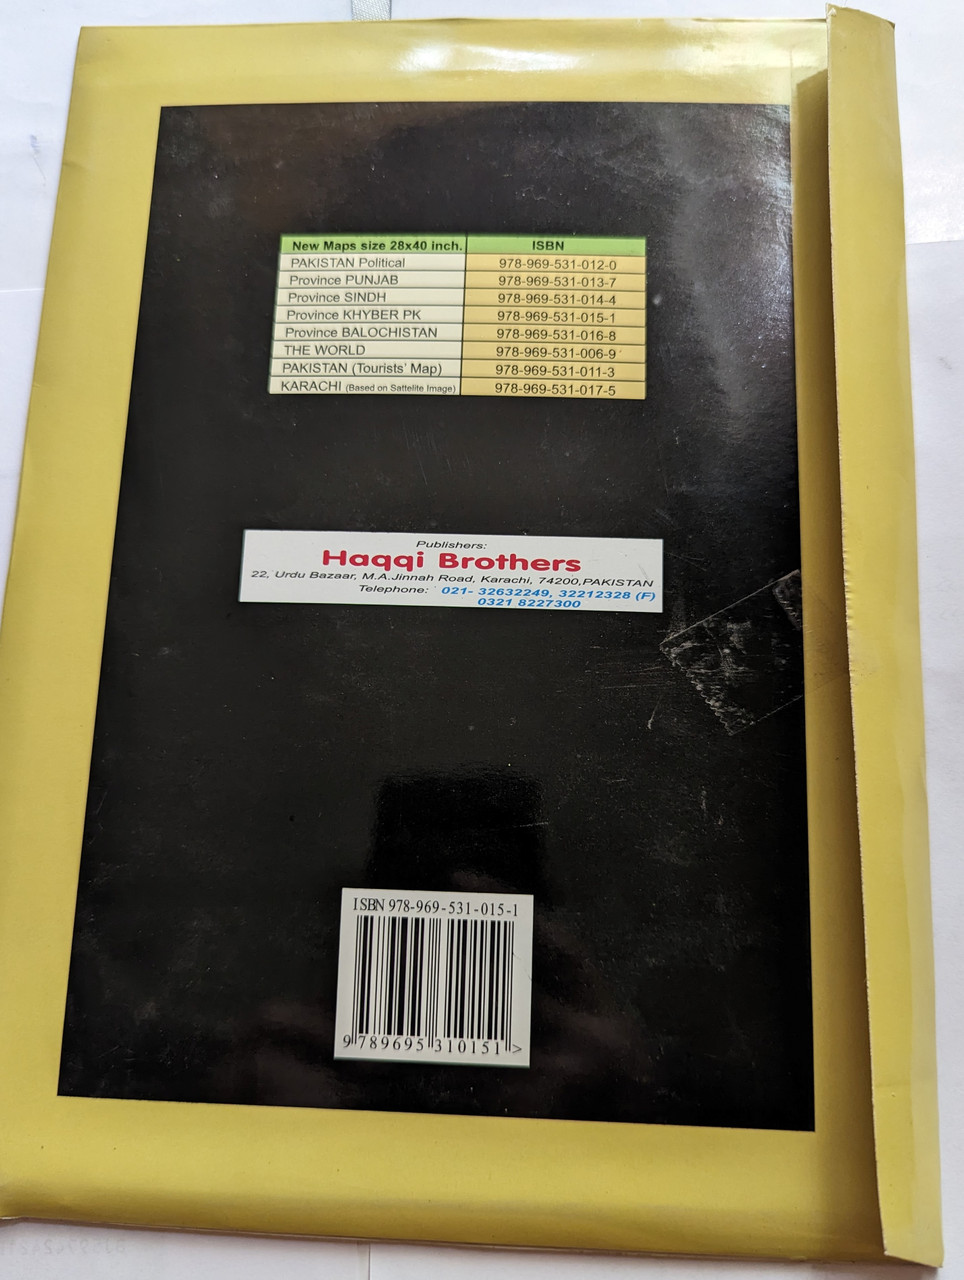 New Maps size 28x40 inch. ISBN
PAKISTAN Political 978-969-531-012-0
Province PUNJAB 978-969-531-013-7
Province SINDH 978-969-531-014-4
Province KHYBER PK 978-969-531-015-1
Province BALOCHISTAN 978-969-531-016-8
THE WORLD 978-969-531-006-9
PAKISTAN (Tourists' Map) 978-969-531-011-3
KARACHI (Based on Sattelite Image) 978-969-531-017-5
Publishers:
Haqqi Brothers
22, Urdu Bazaar, M.A.Jinnah Road, Karachi, 74200,PAKISTAN
Telephone: 021- 32632249, 32212328 (F)
0321 8227300
ISBN 978-969-531-015-1
9 789695 310151 >